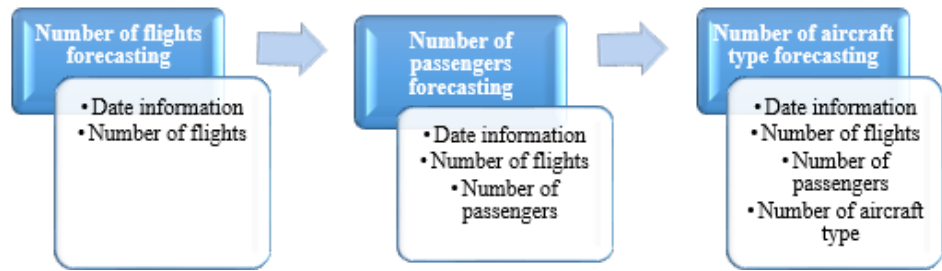 Number of flights
forecasting
• Date information
• Number of flights
Number of
passengers
forecasting
• Date information
• Number of flights
• Number of
passengers
Number of aircraft
type forecasting
• Date information
• Number of flights
• Number of
passengers
• Number of aircraft
type